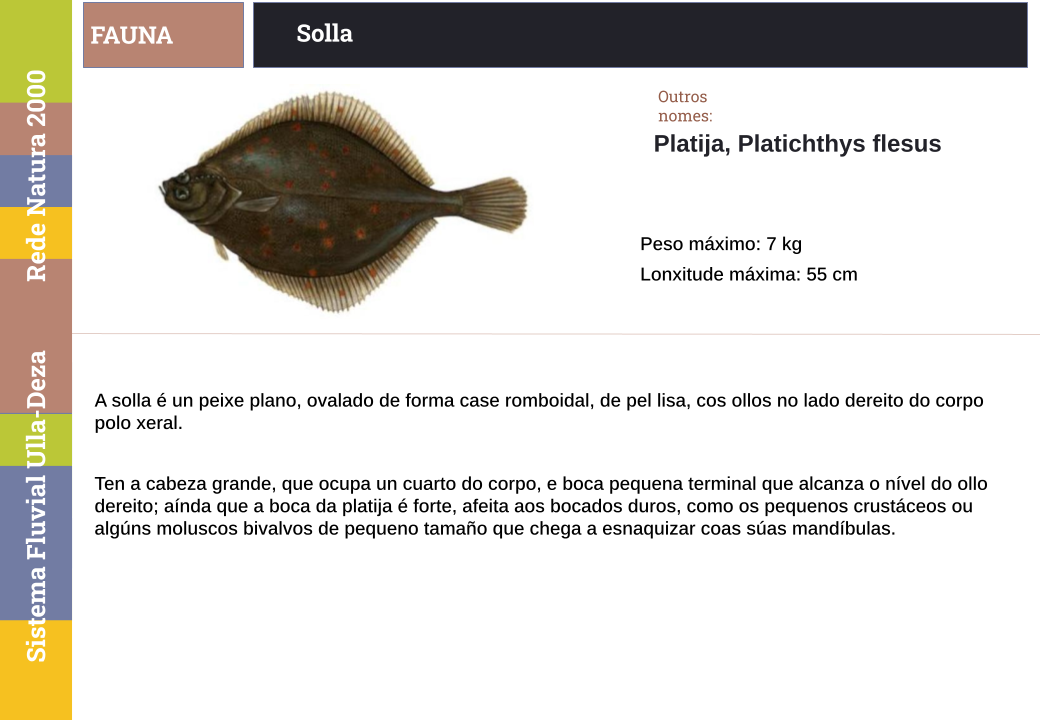 FAUNA
Solla
Rede Natura 2000
Sistema Fluvial Ulla-Deza
Outros
nomes:
Platija, Platichthys flesus
Peso máximo: 7 kg
Lonxitude máxima: 55 cm
A solla é un peixe plano, ovalado de forma case romboidal, de pel lisa, cos ollos no lado dereito do corpo
polo xeral.
Ten a cabeza grande, que ocupa un cuarto do corpo, e boca pequena terminal que alcanza o nível do ollo
dereito; aínda que a boca da platija é forte, afeita aos bocados duros, como os pequenos crustáceos ou
algúns moluscos bivalvos de pequeno tamaño que chega a esnaquizar coas súas mandíbulas.